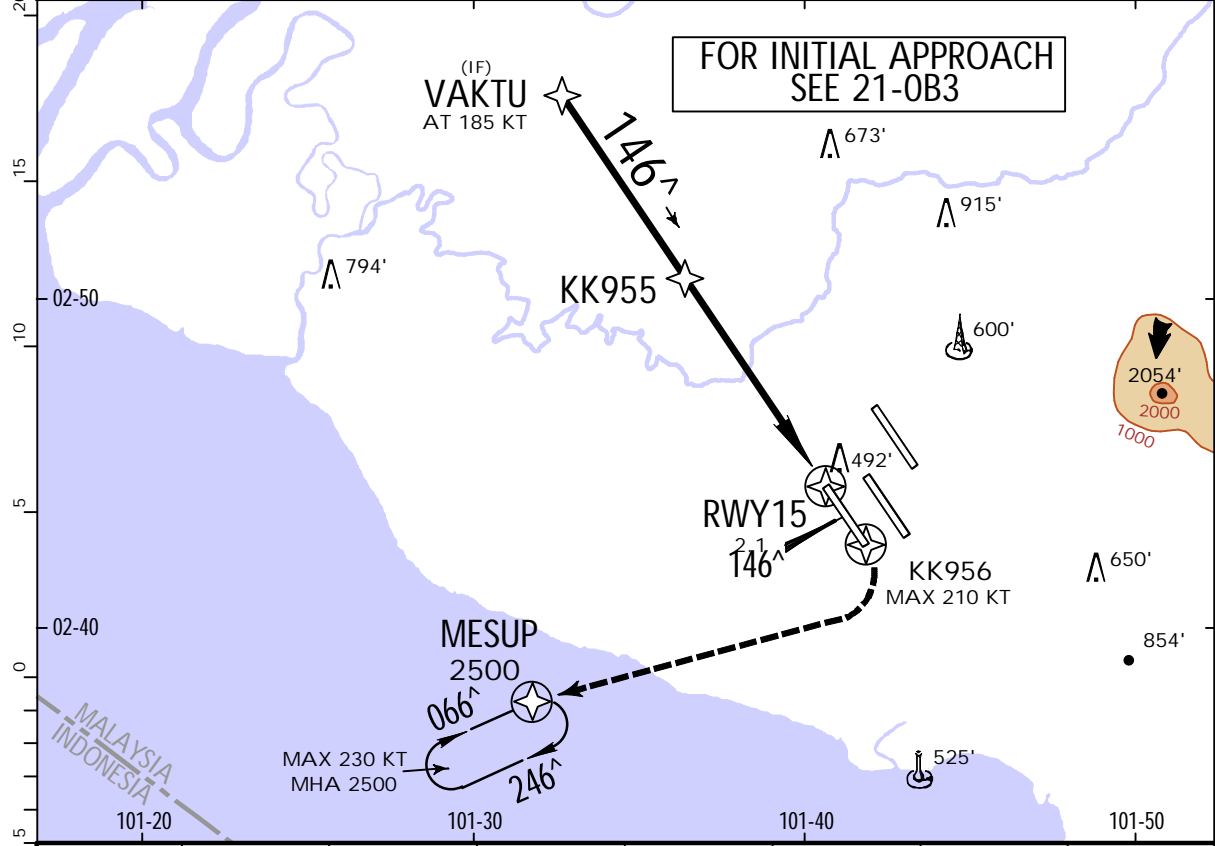 20
FOR INITIAL APPROACH
SEE 21-0B3
(IF)
VAKTU
AT 185 KT
146^
673'
15
915'
794'
KK955
02-50
10
600'
2054'
2000
1000
492'
5
RWY15
2.1
146^
KK956
MAX 210 KT
650'
02-40
MESUP
2500
854'
0
066^
MALAYSIA
INDONESIA
MAX 230 KT
MHA 2500
246^
525'
5
101-20
101-30
101-40
101-50